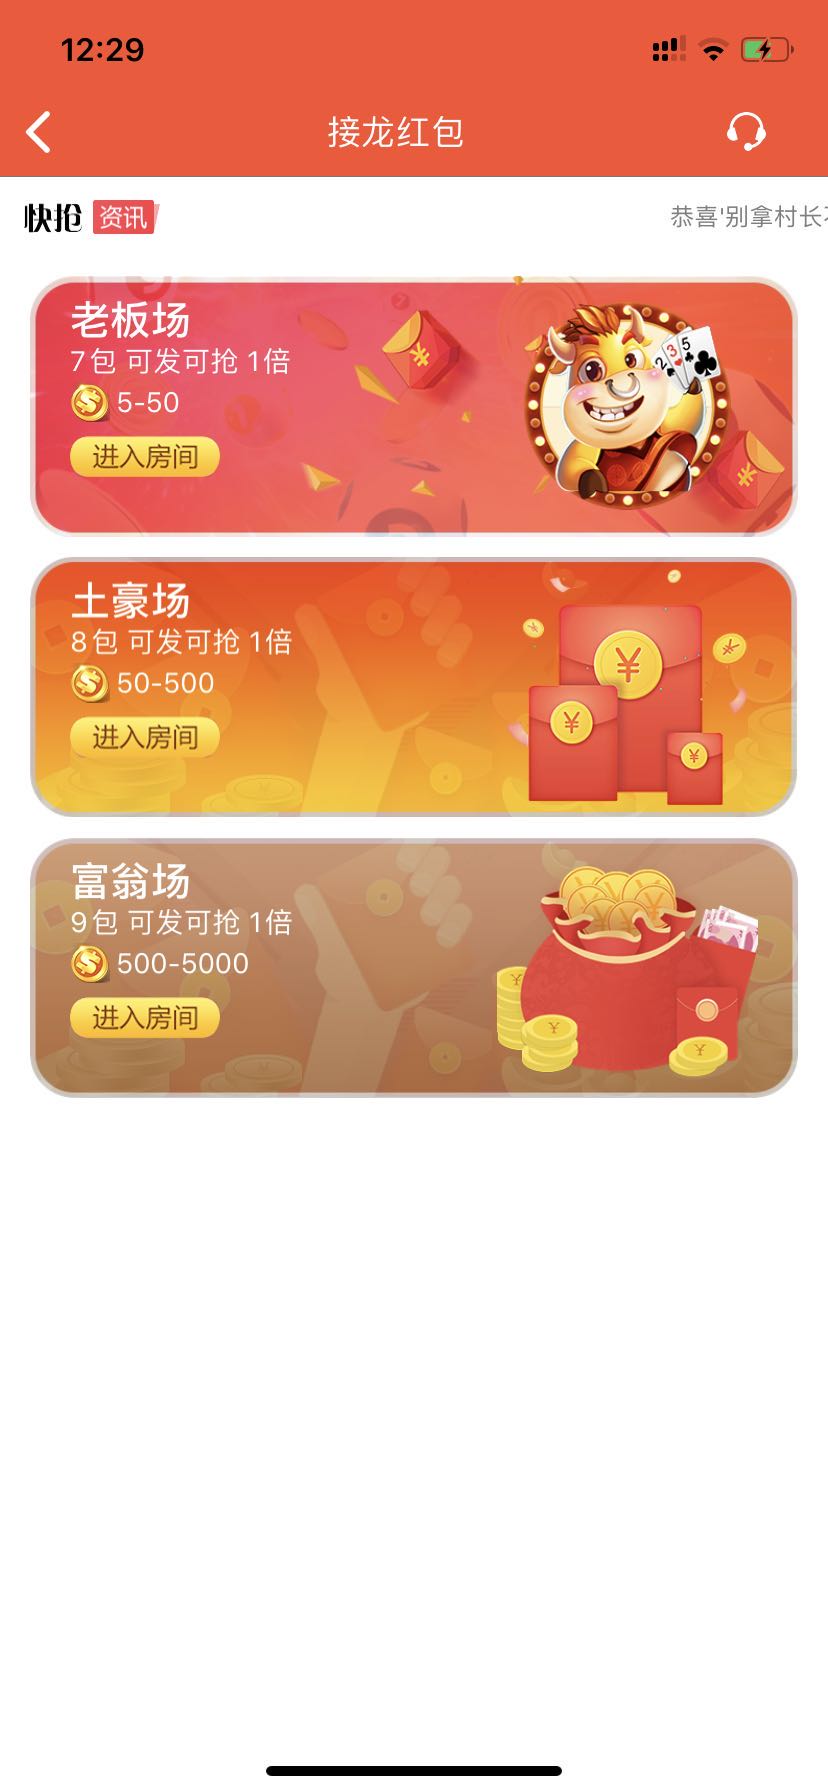 12:29
接龙红包
快抢 资讯 恭喜'别拿村长
老板场
7包 可发可抢 1倍
5-50
进入房间
土豪场
8包 可发可抢 1倍
50-500
进入房间
富翁场
9包 可发可抢 1倍
500-5000
进入房间